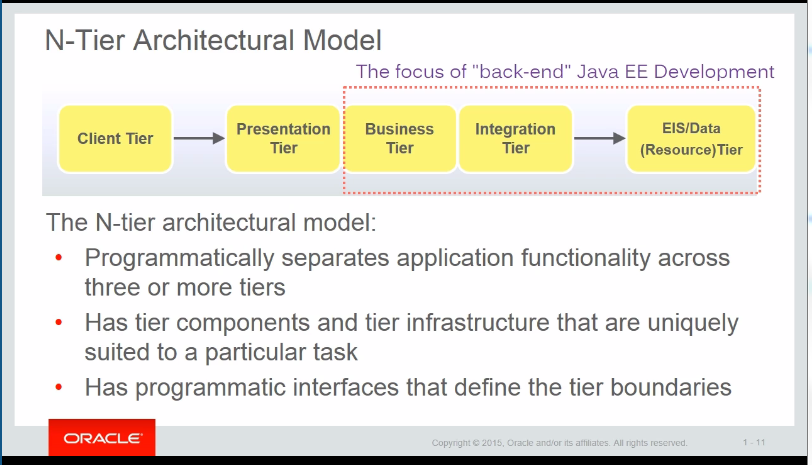 N-Tier Architectural Model
The focus of "back-end" Java EE Development
Client Tier
Presentation
Tier
Business
Tier
Integration
Tier
EIS/Data
(Resource)Tier
The N-tier architectural model:
• Programmatically separates application functionality across
three or more tiers
• Has tier components and tier infrastructure that are uniquely
suited to a particular task
• Has programmatic interfaces that define the tier boundaries
ORACLE®
Copyright © 2015, Oracle and/or its affiliates. All rights reserved.
1 - 11